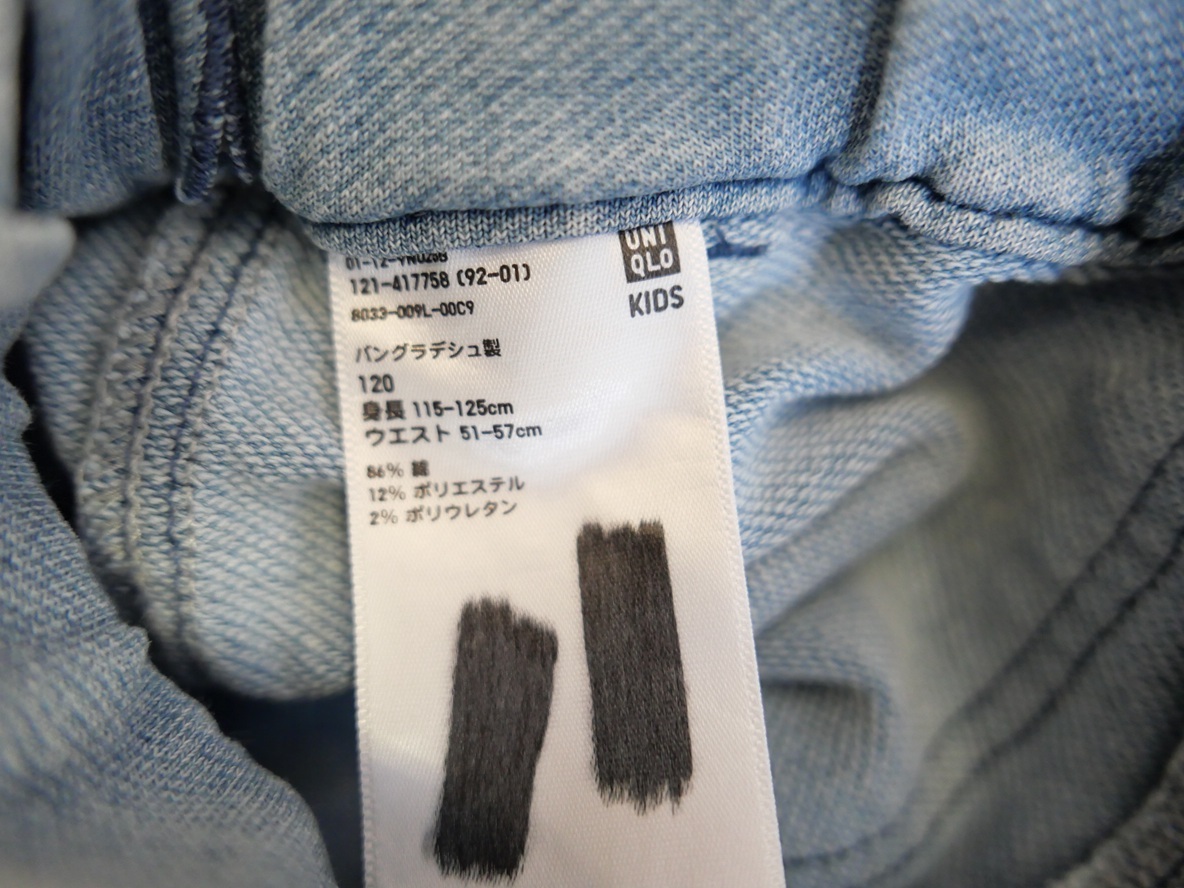 UNI
QLO
KIDS
121-417758 (92-01)
8033-009L-00C9
バングラデシュ製
120
身長 115-125cm
ウエスト 51-57cm
86% 綿
12% ポリエステル
2% ポリウレタン